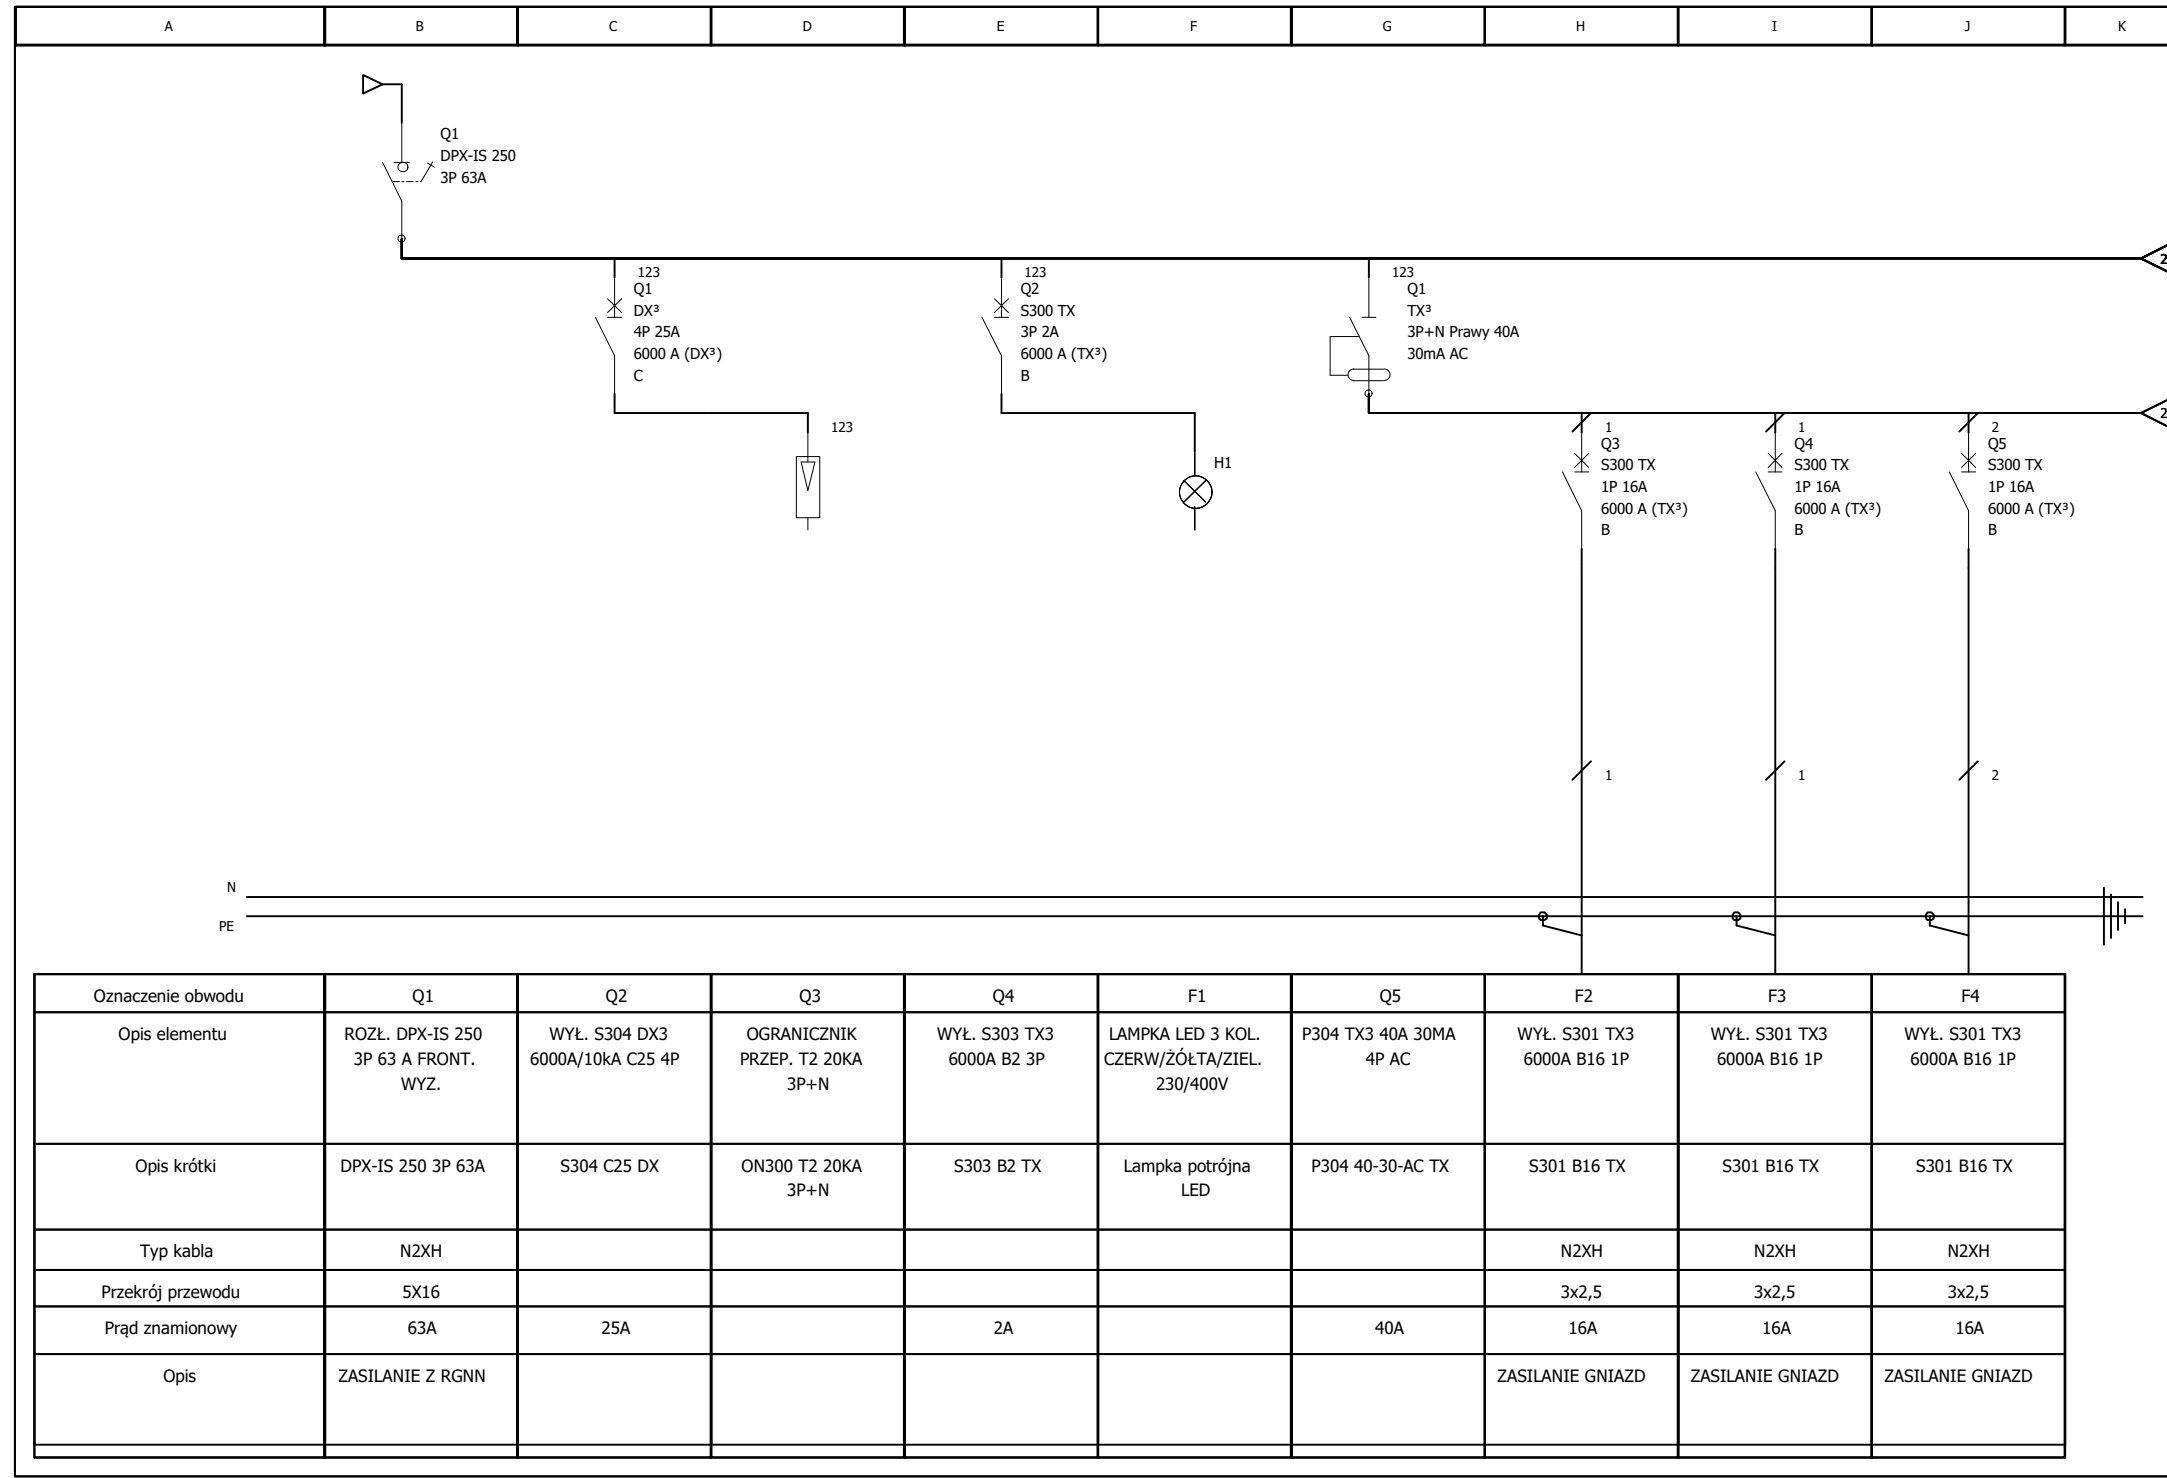 A B C D E F G H I J K
Q1
DPX-IS 250
3P 63A
2
123
Q1
DX³
4P 25A
6000 A (DX³)
C
123
123
Q2
S300 TX
3P 2A
6000 A (TX³)
B
H1
123
Q1
TX³
3P+N Prawy 40A
30mA AC
2
1
Q3
S300 TX
1P 16A
6000 A (TX³)
B
1
Q4
S300 TX
1P 16A
6000 A (TX³)
B
2
Q5
S300 TX
1P 16A
6000 A (TX³)
B
1 1 2
N
PE
Oznaczenie obwodu Q1 Q2 Q3 Q4 F1 Q5 F2 F3 F4
Opis elementu ROZŁ. DPX-IS 250 WYŁ. S304 DX3 OGRANICZNIK WYŁ. S303 TX3 LAMPKA LED 3 KOL. P304 TX3 40A 30MA WYŁ. S301 TX3 WYŁ. S301 TX3 WYŁ. S301 TX3
3P 63 A FRONT. 6000A/10kA C25 4P PRZEP. T2 20KA 6000A B2 3P CZERW/ŻÓŁTA/ZIEL. 4P AC 6000A B16 1P 6000A B16 1P 6000A B16 1P
WYZ. 3P+N 230/400V
Opis krótki DPX-IS 250 3P 63A S304 C25 DX ON300 T2 20KA S303 B2 TX Lampka potrójna P304 40-30-AC TX S301 B16 TX S301 B16 TX S301 B16 TX
3P+N LED
Typ kabla N2XH N2XH N2XH N2XH
Przekrój przewodu 5X16 3x2,5 3x2,5 3x2,5
Prąd znamionowy 63A 25A 2A 40A 16A 16A 16A
Opis ZASILANIE Z RGNN ZASILANIE GNIAZD ZASILANIE GNIAZD ZASILANIE GNIAZD